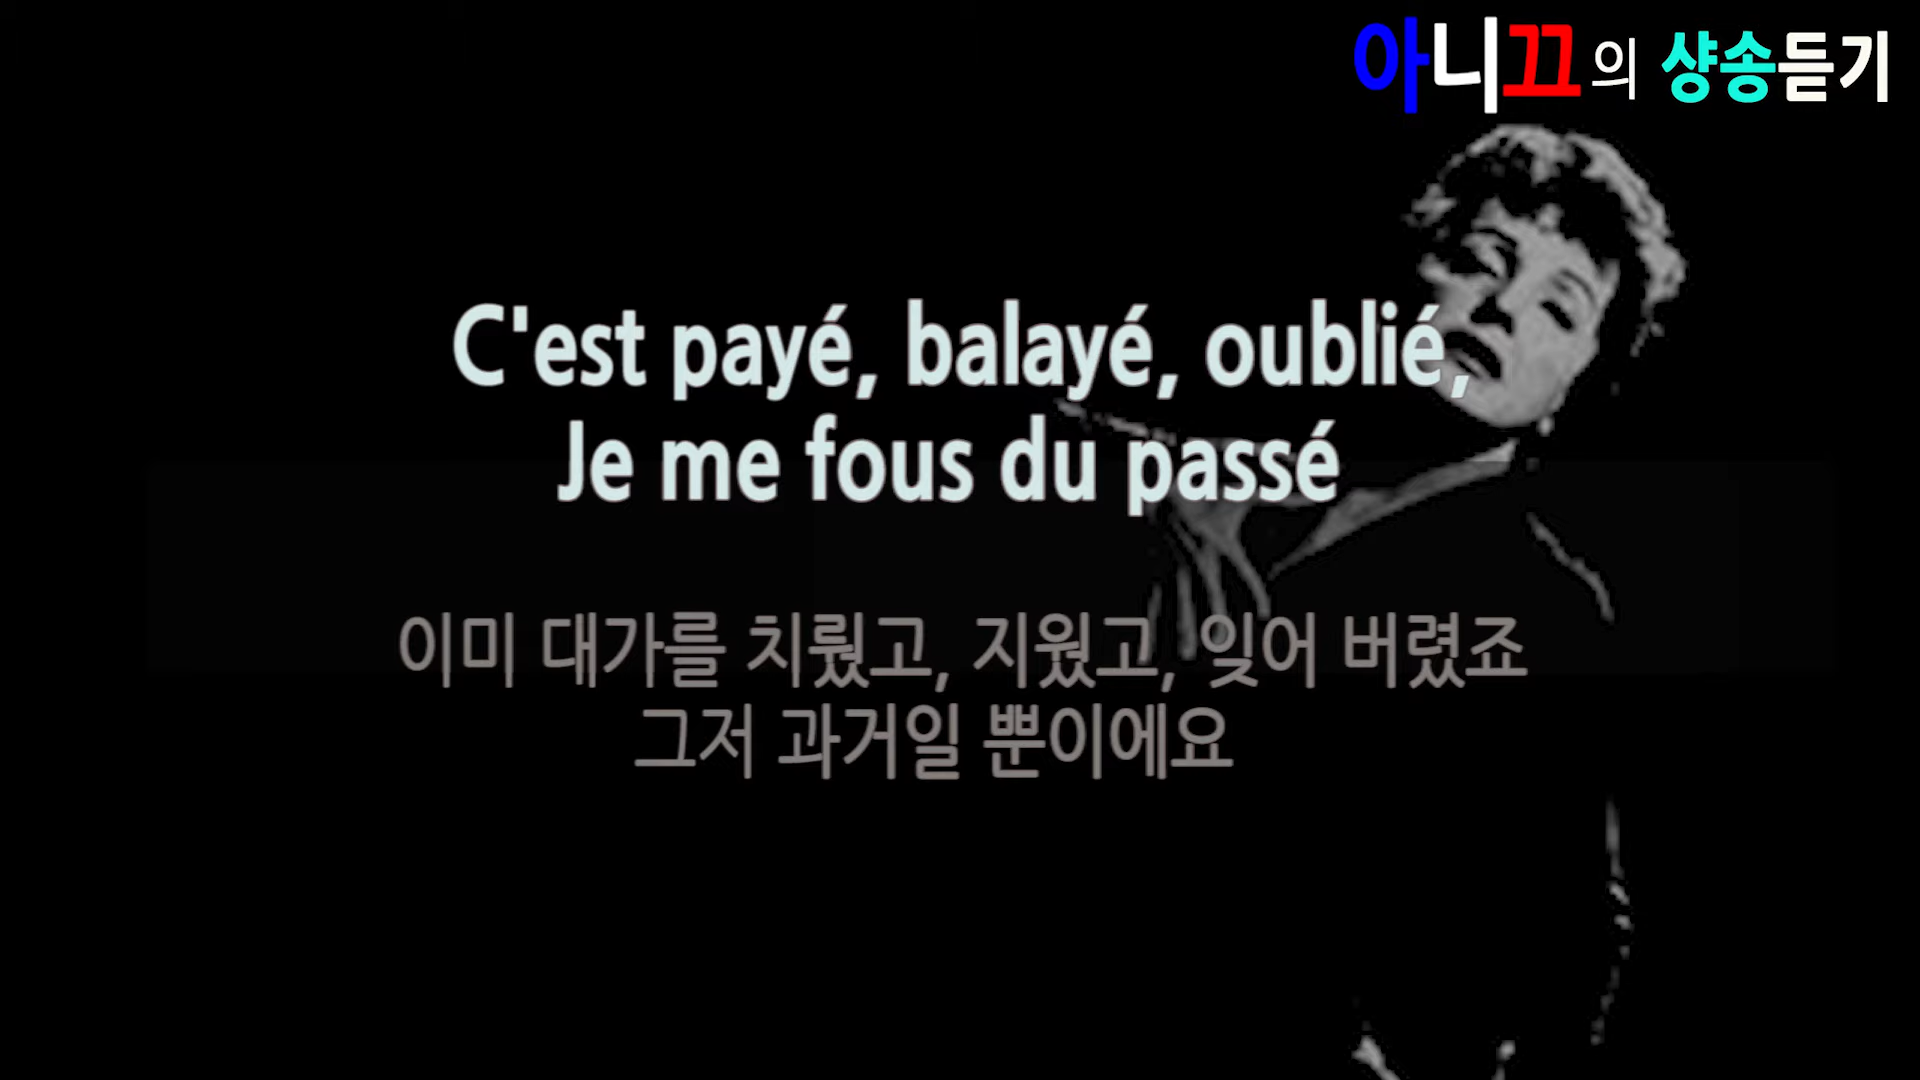 아니끄의 샹송듣기
C'est payé, balayé, oublié,
Je me fous du passé
이미 대가를 치뤘고, 지웠고, 잊어 버렸죠
그저 과거일 뿐이에요